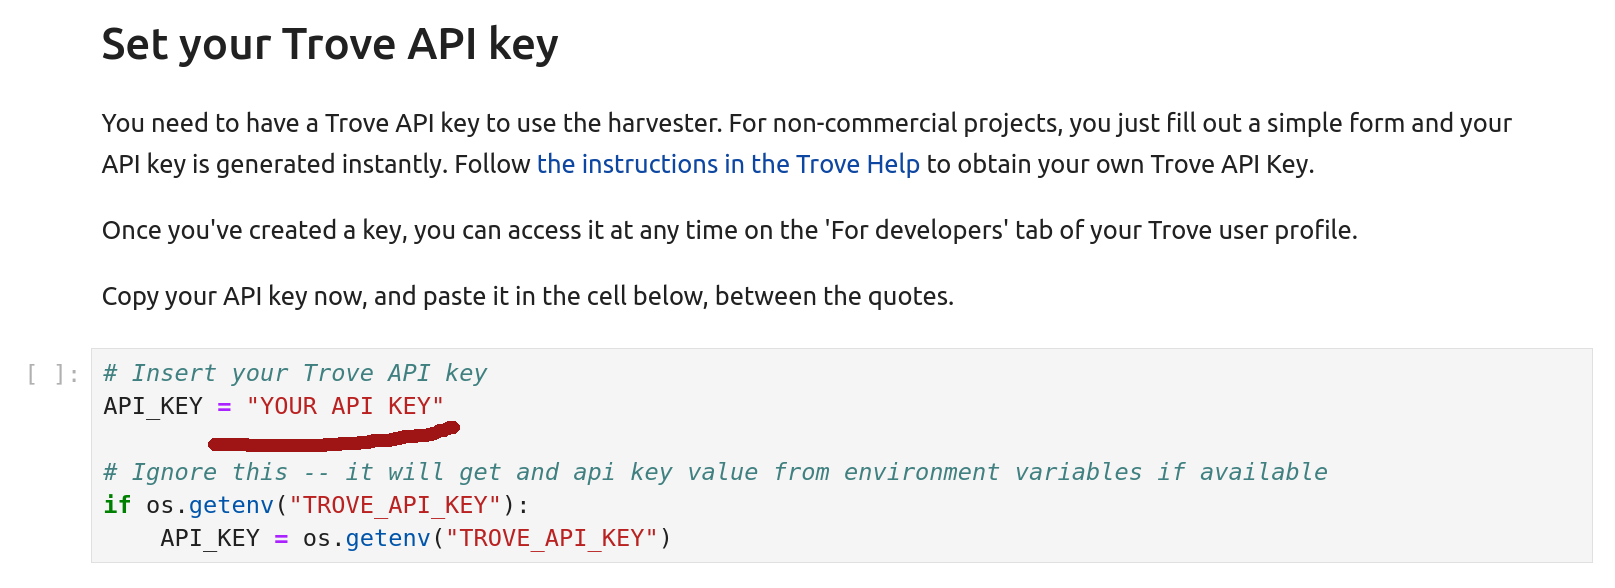 Set your Trove API key
You need to have a Trove API key to use the harvester. For non-commercial projects, you just fill out a simple form and your
API key is generated instantly. Follow the instructions in the Trove Help to obtain your own Trove API Key.
Once you've created a key, you can access it at any time on the 'For developers' tab of your Trove user profile.
Copy your API key now, and paste it in the cell below, between the quotes.
[ ]: # Insert your Trove API key
API_KEY = "YOUR API KEY"
# Ignore this -- it will get and api key value from environment variables if available
if os.getenv("TROVE_API_KEY"):
    API_KEY = os.getenv("TROVE_API_KEY")